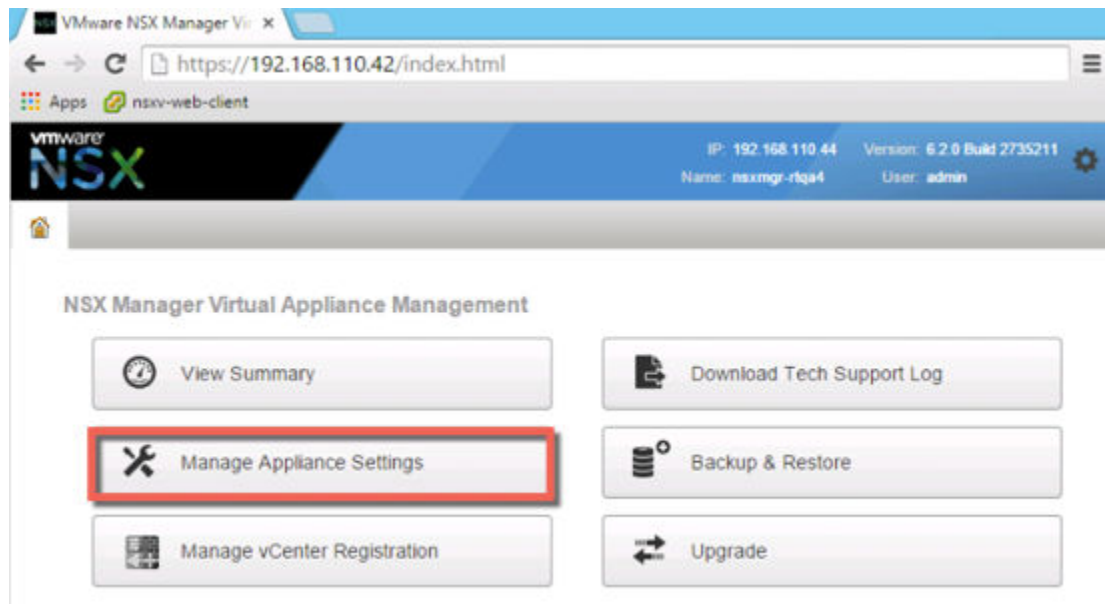 VMware NSX Manager Vir
https://192.168.110.42/index.html
Apps nsxv-web-client
vmware
NSX
IP: 192.168.110.44 Version: 6.2.0 Build 2735211
Name: nsxmgr-rtqa4 User: admin
NSX Manager Virtual Appliance Management
View Summary Download Tech Support Log
Manage Appliance Settings Backup & Restore
Manage vCenter Registration Upgrade